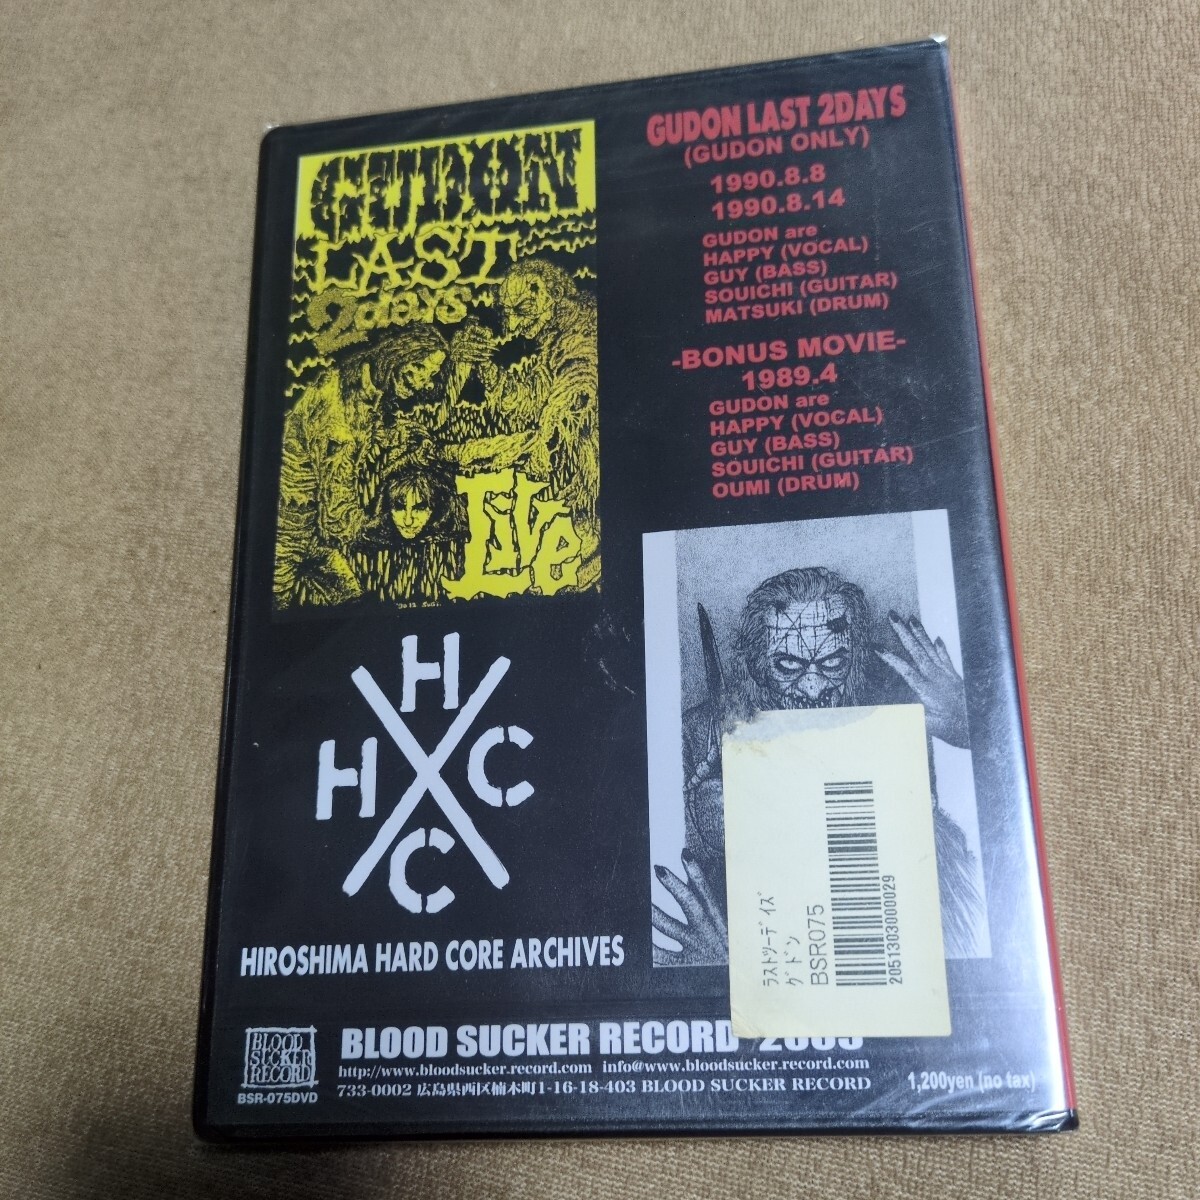 GUDON
LAST
2days
Live
GUDON LAST 2DAYS
(GUDON ONLY)
1990.8.8
1990.8.14
GUDON are
HAPPY (VOCAL)
GUY (BASS)
SOUICHI (GUITAR)
MATSUKI (DRUM)
-BONUS MOVIE-
1989.4
GUDON are
HAPPY (VOCAL)
GUY (BASS)
SOUICHI (GUITAR)
OUMI (DRUM)
H
H C
C
HIROSHIMA HARD CORE ARCHIVES
ﾗｽﾄﾂｰﾃﾞｲｽﾞ
ｸﾞﾄﾞﾝ
BSR075
2051303000029
BLOOD
SUCKER
RECORD
BSR-075DVD
BLOOD SUCKER RECORD
http://www.bloodsucker.record.com info@www.bloodsucker.record.com
733-0002 広島県西区楠木町1-16-18-403 BLOOD SUCKER RECORD
1,200yen (no tax)